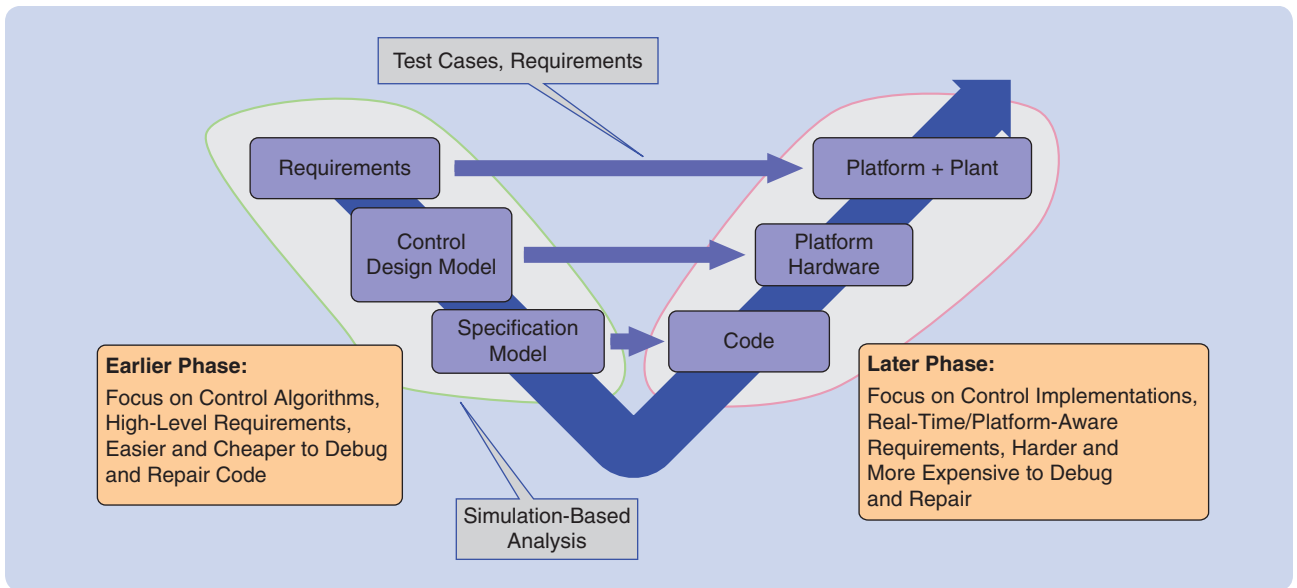 Test Cases, Requirements
Requirements
Platform + Plant
Control
Design Model
Platform
Hardware
Specification
Model
Code
Earlier Phase:
Focus on Control Algorithms,
High-Level Requirements,
Easier and Cheaper to Debug
and Repair Code
Later Phase:
Focus on Control Implementations,
Real-Time/Platform-Aware
Requirements, Harder and
More Expensive to Debug
and Repair
Simulation-Based
Analysis